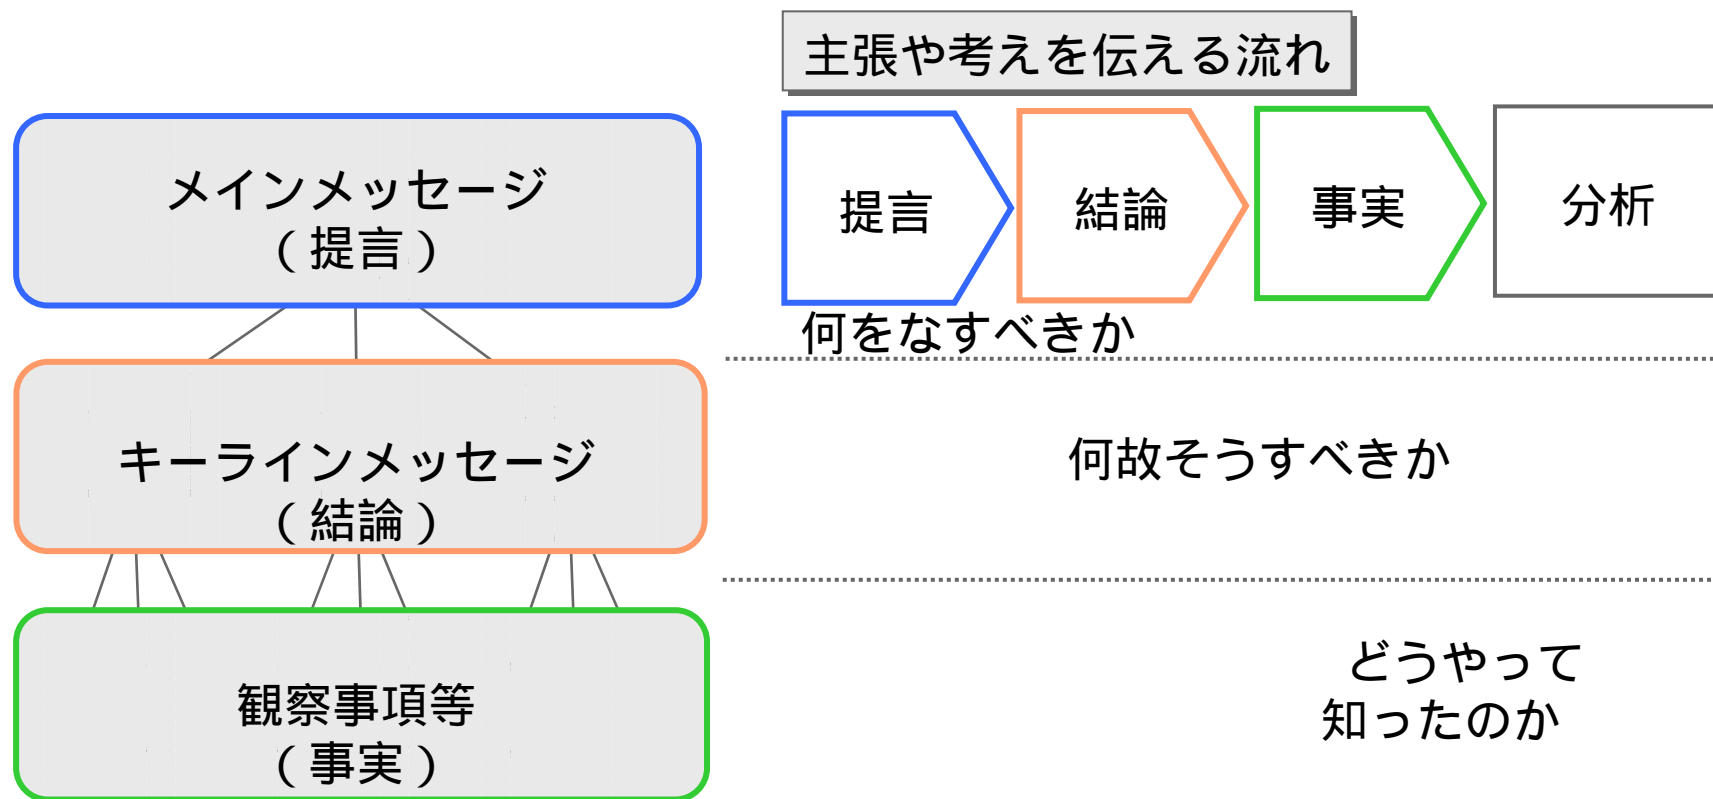 主張や考えを伝える流れ
メインメッセージ
（提言）
提言
結論
事実
分析
何をなすべきか
キーラインメッセージ
（結論）
何故そうすべきか
観察事項等
（事実）
どうやって
知ったのか